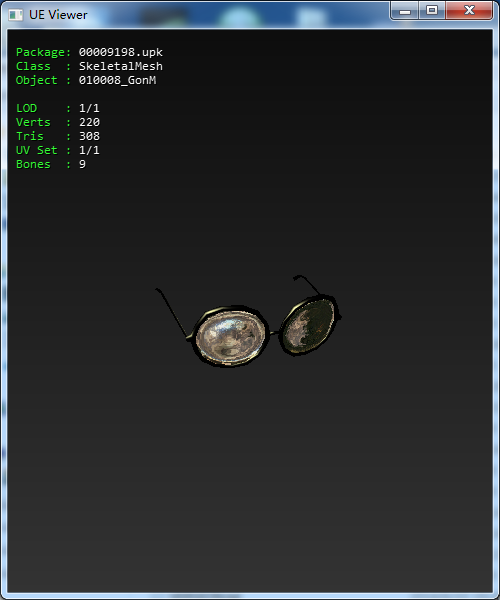 UE Viewer
Package: 00009198.upk
Class : SkeletalMesh
Object : 010008_GonM
LOD : 1/1
Verts : 220
Tris : 308
UV Set : 1/1
Bones : 9